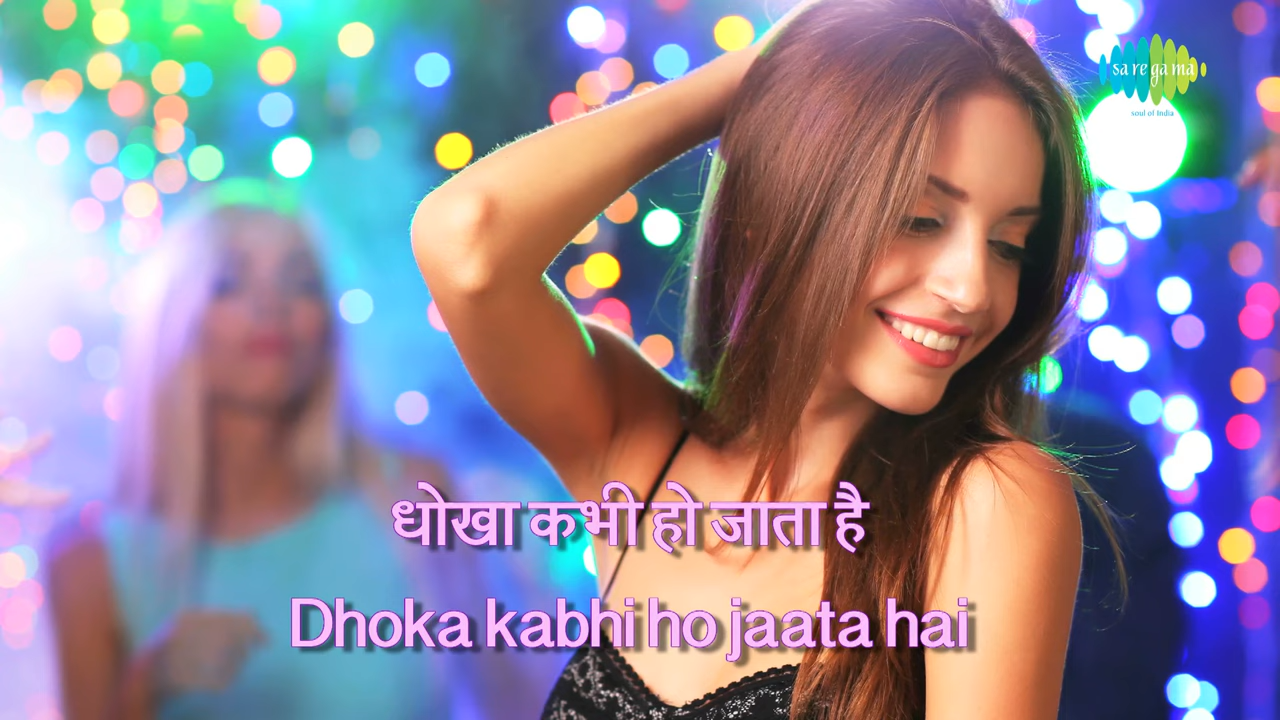 sa re ga ma
soul of India
धोखा कभी हो जाता है
Dhoka kabhi ho jaata hai